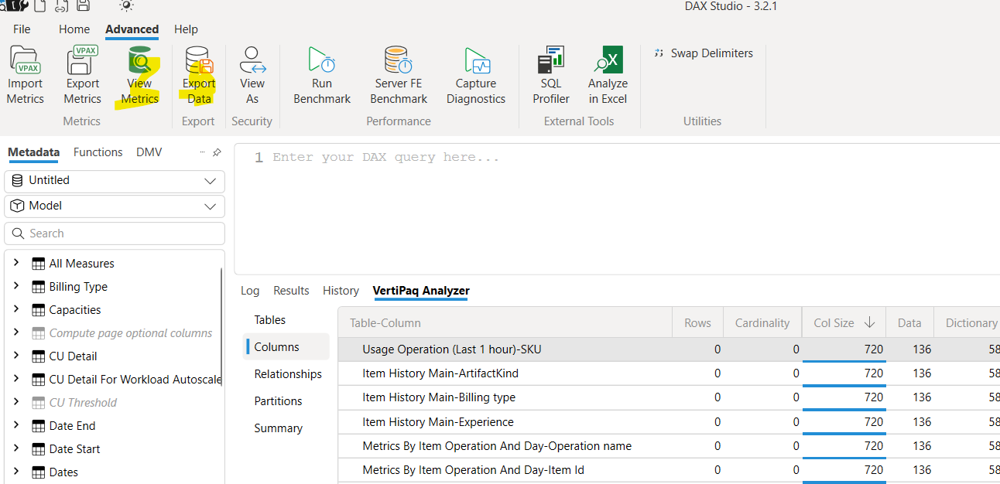 DAX Studio - 3.2.1
File Home Advanced Help
VPAX VPAX X
Import Metrics
Export Metrics
View Metrics
Export Data
View As
Run Benchmark
Server FE Benchmark
Capture Diagnostics
SQL Profiler
Analyze in Excel
Swap Delimiters
Metrics Export Security Performance External Tools Utilities
Metadata Functions DMV
Untitled
Model
Search
All Measures
Billing Type
Capacities
Compute page optional columns
CU Detail
CU Detail For Workload Autoscale
CU Threshold
Date End
Date Start
Dates
1 Enter your DAX query here...
Log Results History VertiPaq Analyzer
Tables
Columns
Relationships
Partitions
Summary
Table-Column Rows Cardinality Col Size Data Dictionary
Usage Operation (Last 1 hour)-SKU 0 0 720 136 58
Item History Main-ArtifactKind 0 0 720 136 58
Item History Main-Billing type 0 0 720 136 58
Item History Main-Experience 0 0 720 136 58
Metrics By Item Operation And Day-Operation name 0 0 720 136 58
Metrics By Item Operation And Day-Item Id 0 0 720 136 58